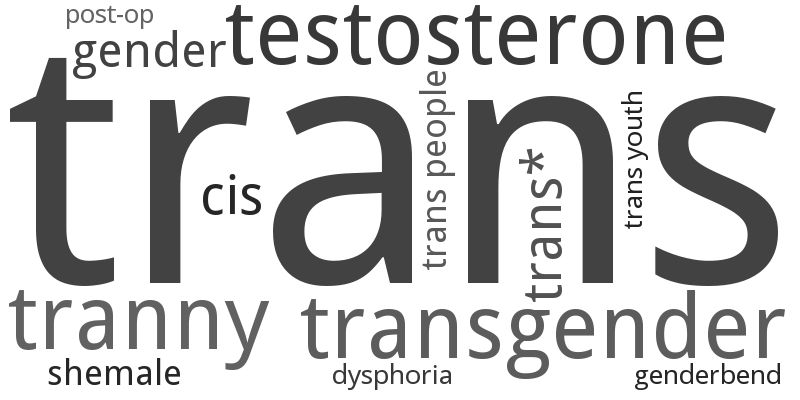 post-op
gender
testosterone
trans
cis
trans people
trans*
trans youth
tranny
transgender
shemale
dysphoria
genderbend